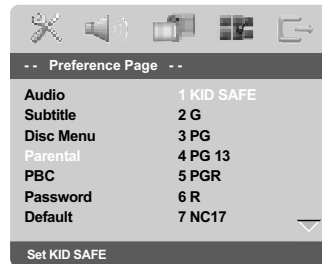 -- Preference Page --
Audio 1 KID SAFE
Subtitle 2 G
Disc Menu 3 PG
Parental 4 PG 13
PBC 5 PGR
Password 6 R
Default 7 NC17
Set KID SAFE